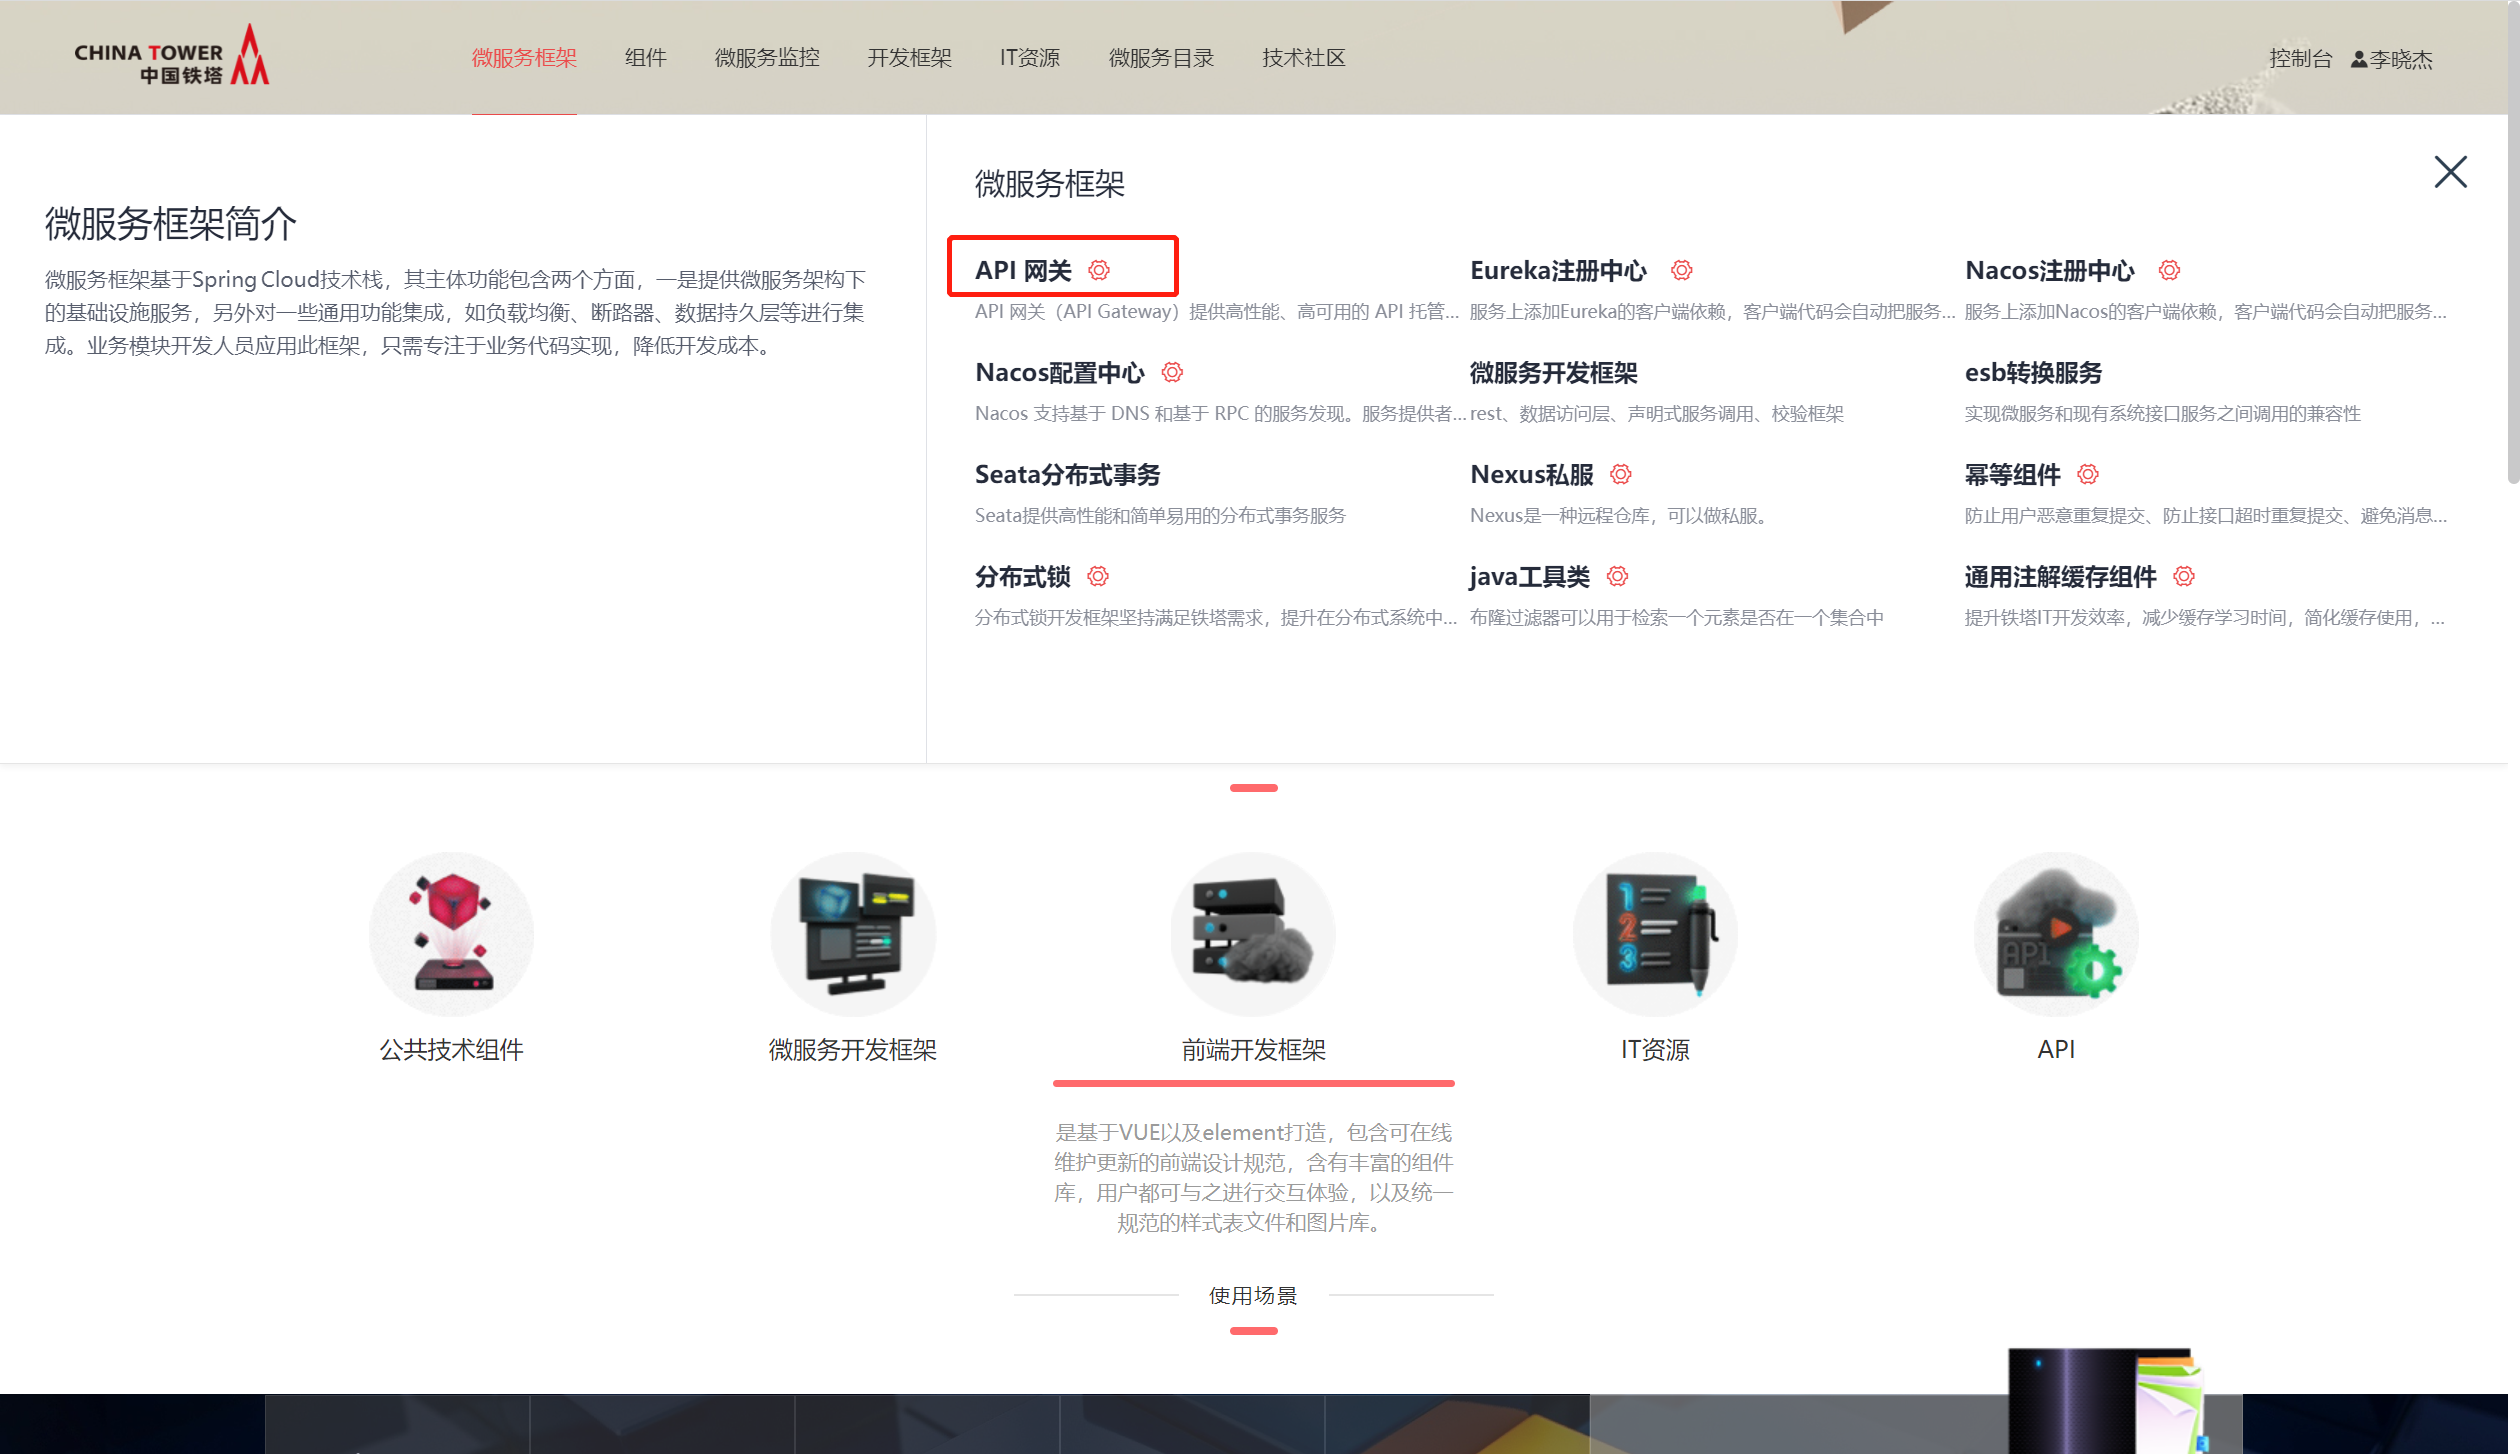 CHINA TOWER
中国铁塔
微服务框架 组件 微服务监控 开发框架 IT资源 微服务目录 技术社区
控制台 李晓杰
微服务框架简介
微服务框架基于Spring Cloud技术栈，其主体功能包含两个方面，一是提供微服务架构下
的基础设施服务，另外对一些通用功能集成，如负载均衡、断路器、数据持久层等进行集
成。业务模块开发人员应用此框架，只需专注于业务代码实现，降低开发成本。
微服务框架
API 网关
API 网关（API Gateway）提供高性能、高可用的 API 托管...
Eureka注册中心
服务上添加Eureka的客户端依赖，客户端代码会自动把服务...
Nacos注册中心
服务上添加Nacos的客户端依赖，客户端代码会自动把服务...
Nacos配置中心
Nacos 支持基于 DNS 和基于 RPC 的服务发现。服务提供者...
微服务开发框架
rest、数据访问层、声明式服务调用、校验框架
esb转换服务
实现微服务和现有系统接口服务之间调用的兼容性
Seata分布式事务
Seata提供高性能和简单易用的分布式事务服务
Nexus私服
Nexus是一种远程仓库，可以做私服。
幂等组件
防止用户恶意重复提交、防止接口超时重复提交、避免消息...
分布式锁
分布式锁开发框架坚持满足铁塔需求，提升在分布式系统中...
java工具类
布隆过滤器可以用于检索一个元素是否在一个集合中
通用注解缓存组件
提升铁塔IT开发效率，减少缓存学习时间，简化缓存使用，...
1
2
3
API
公共技术组件
微服务开发框架
前端开发框架
IT资源
API
是基于VUE以及element打造，包含可在线
维护更新的前端设计规范，含有丰富的组件
库，用户都可与之进行交互体验，以及统一
规范的样式表文件和图片库。
使用场景